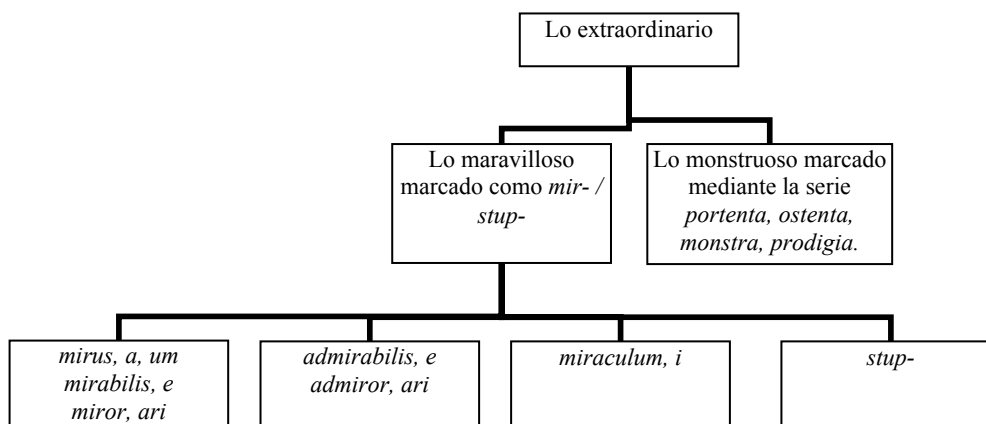 Lo extraordinario
Lo maravilloso
marcado como mir- /
stup-
Lo monstruoso marcado
mediante la serie
portenta, ostenta,
monstra, prodigia.
mirus, a, um
mirabilis, e
miror, ari
admirabilis, e
admiror, ari
miraculum, i
stup-